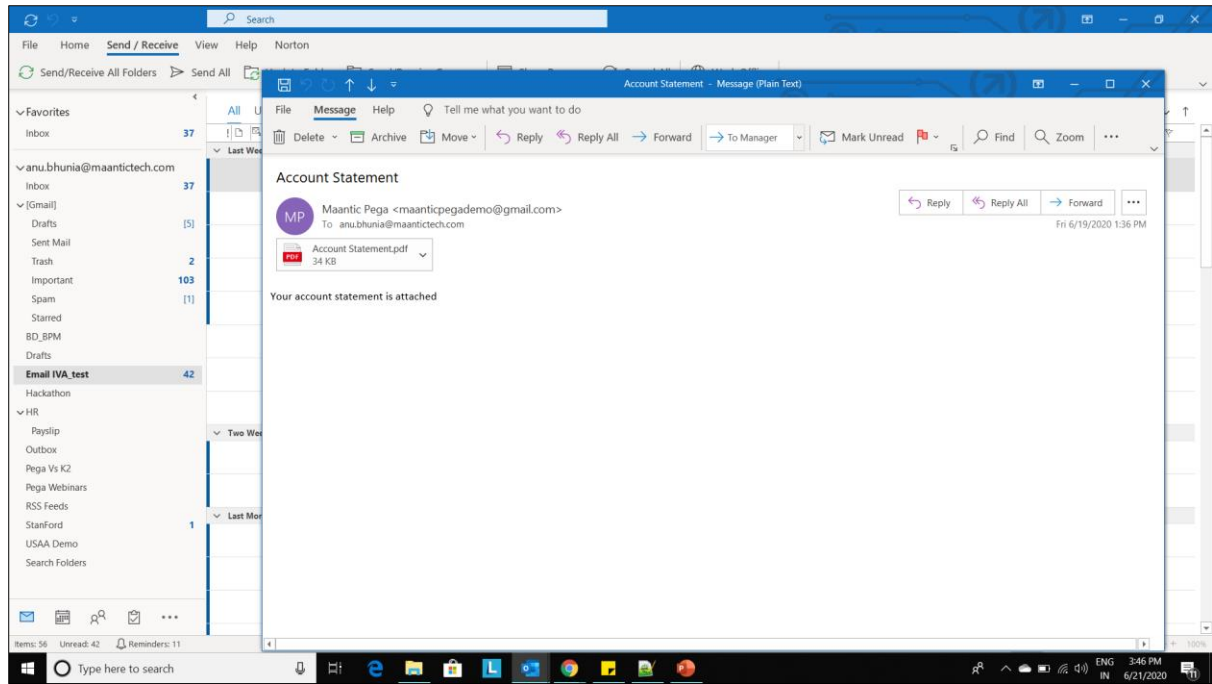 Search
File Home Send / Receive View Help Norton
Send/Receive All Folders Send All
Account Statement - Message (Plain Text)
File Message Help Tell me what you want to do
Delete Archive Move Reply Reply All Forward To Manager Mark Unread Find Zoom
Favorites
Inbox 37
All
Last
anu.bhunia@maantictech.com
Inbox 37
[Gmail]
Drafts [5]
Sent Mail
Trash 2
Important 103
Spam [1]
Starred
BD_BPM
Drafts
Email IVA_test 42
Hackathon
HR
Payslip
Outbox
Pega Vs K2
Pega Webinars
RSS Feeds
StanFord 1
USAA Demo
Search Folders
Two
Last
Account Statement
MP
Maantic Pega <maanticpegademo@gmail.com>
To anu.bhunia@maantictech.com
Reply Reply All Forward
Fri 6/19/2020 1:36 PM
PDF
Account Statement.pdf
34 KB
Your account statement is attached
Items: 56 Unread: 42 Reminders: 11
100%
Type here to search
ENG 3:46 PM
IN 6/21/2020